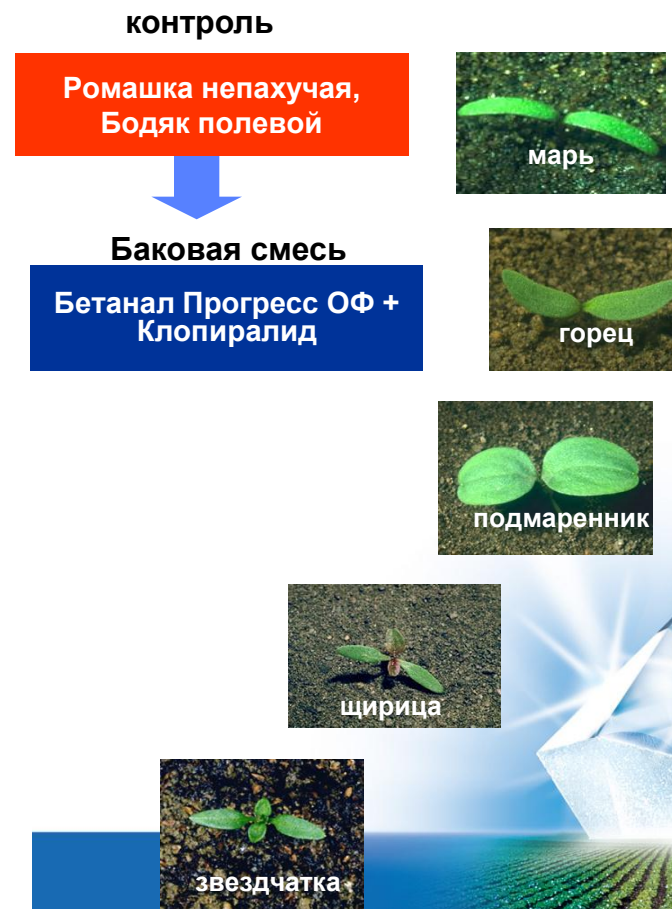 контроль
Ромашка непахучая,
Бодяк полевой
марь
Баковая смесь
Бетанал Прогресс ОФ +
Клопиралид
горец
подмаренник
щирица
звездчатка